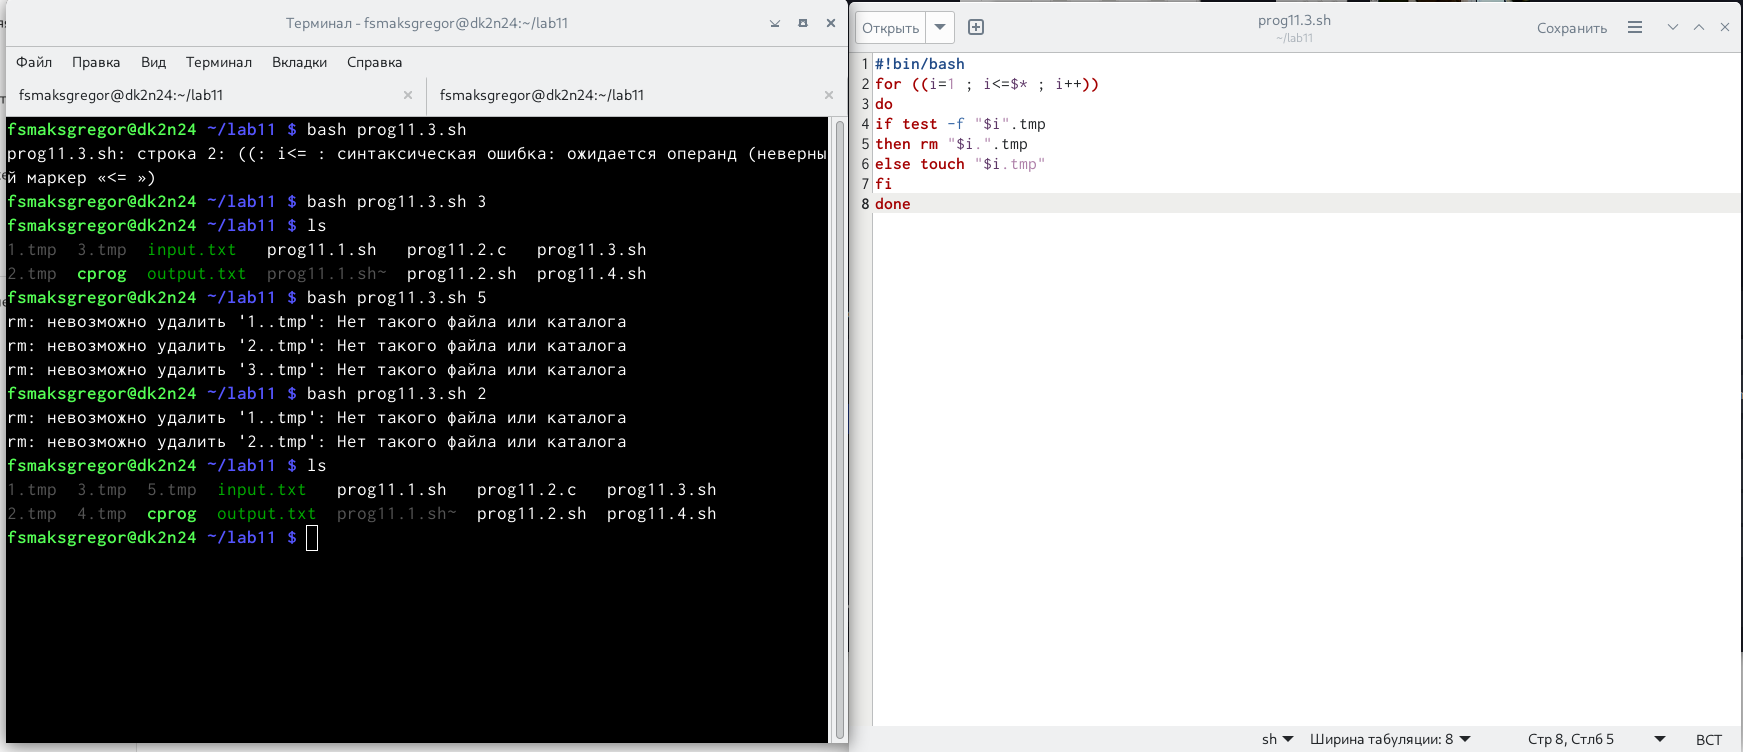 Терминал - fsmaksgregor@dk2n24:~/lab11
Файл Правка Вид Терминал Вкладки Справка
fsmaksgregor@dk2n24:~/lab11 × fsmaksgregor@dk2n24:~/lab11 ×
fsmaksgregor@dk2n24 ~/lab11 $ bash prog11.3.sh
prog11.3.sh: строка 2: ((: i<= : синтаксическая ошибка: ожидается операнд (неверны
й маркер «<= »)
fsmaksgregor@dk2n24 ~/lab11 $ bash prog11.3.sh 3
fsmaksgregor@dk2n24 ~/lab11 $ ls
1.tmp 3.tmp input.txt prog11.1.sh prog11.2.c prog11.3.sh
2.tmp cprog output.txt prog11.1.sh~ prog11.2.sh prog11.4.sh
fsmaksgregor@dk2n24 ~/lab11 $ bash prog11.3.sh 5
rm: невозможно удалить '1..tmp': Нет такого файла или каталога
rm: невозможно удалить '2..tmp': Нет такого файла или каталога
rm: невозможно удалить '3..tmp': Нет такого файла или каталога
fsmaksgregor@dk2n24 ~/lab11 $ bash prog11.3.sh 2
rm: невозможно удалить '1..tmp': Нет такого файла или каталога
rm: невозможно удалить '2..tmp': Нет такого файла или каталога
fsmaksgregor@dk2n24 ~/lab11 $ ls
1.tmp 3.tmp 5.tmp input.txt prog11.1.sh prog11.2.c prog11.3.sh
2.tmp 4.tmp cprog output.txt prog11.1.sh~ prog11.2.sh prog11.4.sh
fsmaksgregor@dk2n24 ~/lab11 $
Открыть prog11.3.sh Сохранить
~/lab11
1 #!bin/bash
2 for ((i=1 ; i<=$* ; i++))
3 do
4 if test -f "$i".tmp
5 then rm "$i.".tmp
6 else touch "$i.tmp"
7 fi
8 done
sh Ширина табуляции: 8 Стр 8, Стлб 5 ВСТ